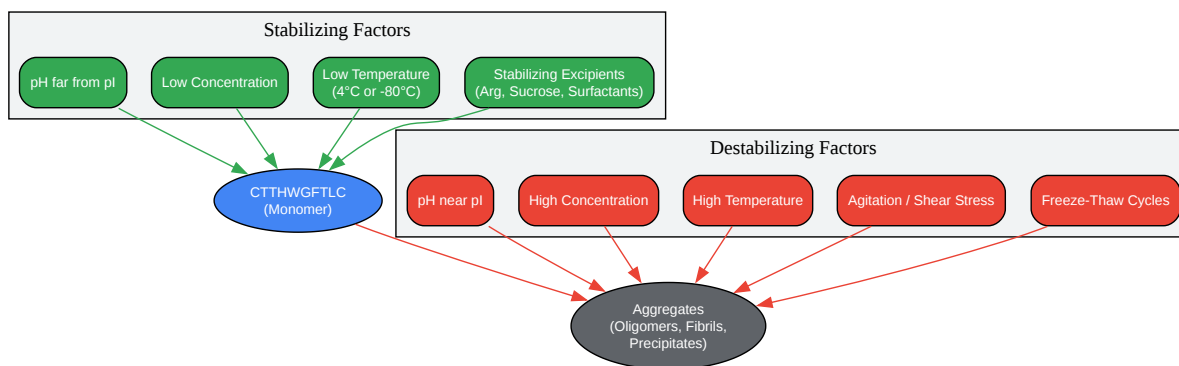 Stabilizing Factors
pH far from pI
Low Concentration
Low Temperature
(4°C or -80°C)
Stabilizing Excipients
(Arg, Sucrose, Surfactants)
Destabilizing Factors
CTTHWGFTLC
(Monomer)
pH near pI
High Concentration
High Temperature
Agitation / Shear Stress
Freeze-Thaw Cycles
Aggregates
(Oligomers, Fibrils,
Precipitates)